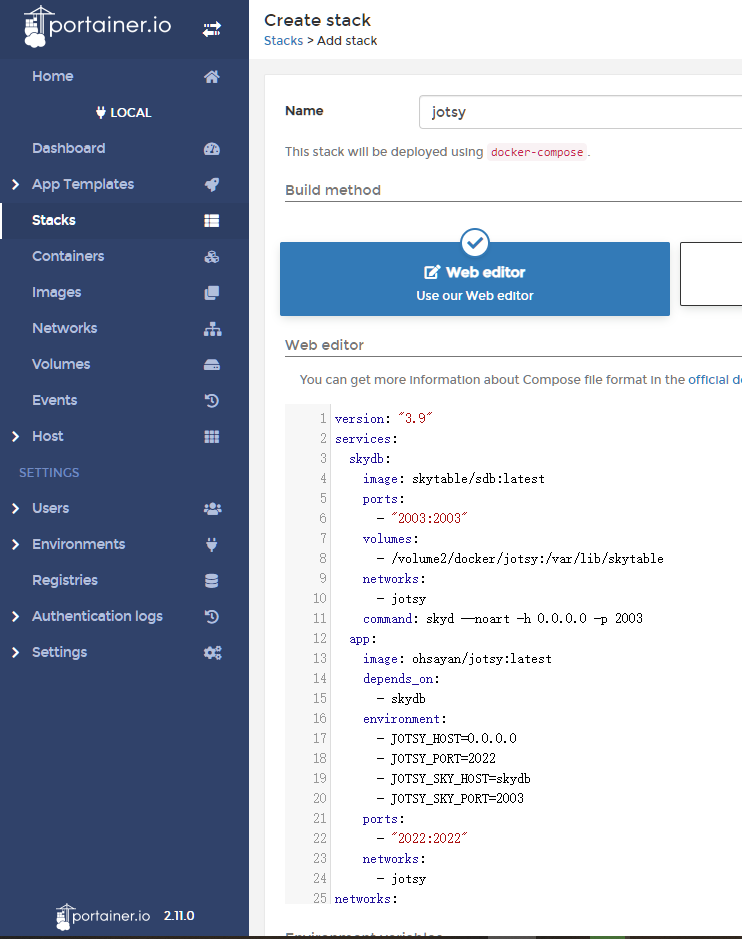 portainer.io
Home
LOCAL
Dashboard
App Templates
Stacks
Containers
Images
Networks
Volumes
Events
Host
SETTINGS
Users
Environments
Registries
Authentication logs
Settings
portainer.io 2.11.0
Create stack
Stacks > Add stack
Name jotsy
This stack will be deployed using docker-compose.
Build method
Web editor
Use our Web editor
Web editor
You can get more information about Compose file format in the official d
1 version: "3.9"
2 services:
3 skydb:
4 image: skytable/sdb:latest
5 ports:
6 - "2003:2003"
7 volumes:
8 - /volume2/docker/jotsy:/var/lib/skytable
9 networks:
10 - jotsy
11 command: skyd --noart -h 0.0.0.0 -p 2003
12 app:
13 image: ohsayan/jotsy:latest
14 depends_on:
15 - skydb
16 environment:
17 - JOTSY_HOST=0.0.0.0
18 - JOTSY_PORT=2022
19 - JOTSY_SKY_HOST=skydb
20 - JOTSY_SKY_PORT=2003
21 ports:
22 - "2022:2022"
23 networks:
24 - jotsy
25 networks:
Environment variables